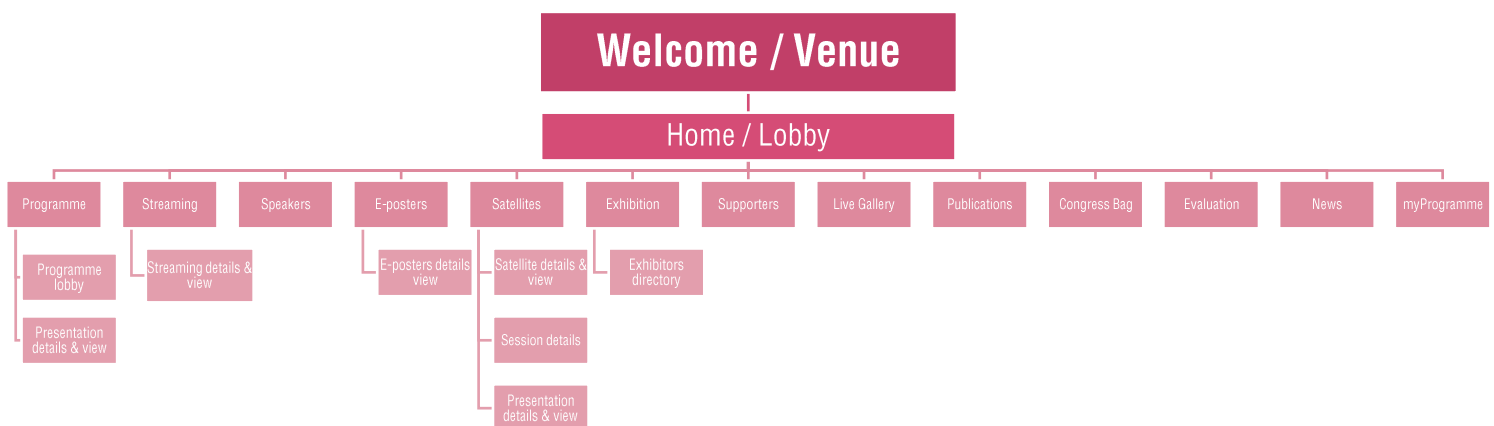 Welcome / Venue
Home / Lobby
Programme
Streaming
Speakers
E-posters
Satellites
Exhibition
Supporters
Live Gallery
Publications
Congress Bag
Evaluation
News
myProgramme
Programme
lobby
Presentation
details & view
Streaming details &
view
E-posters details
view
Satellite details &
view
Session details
Presentation
details & view
Exhibitors
directory